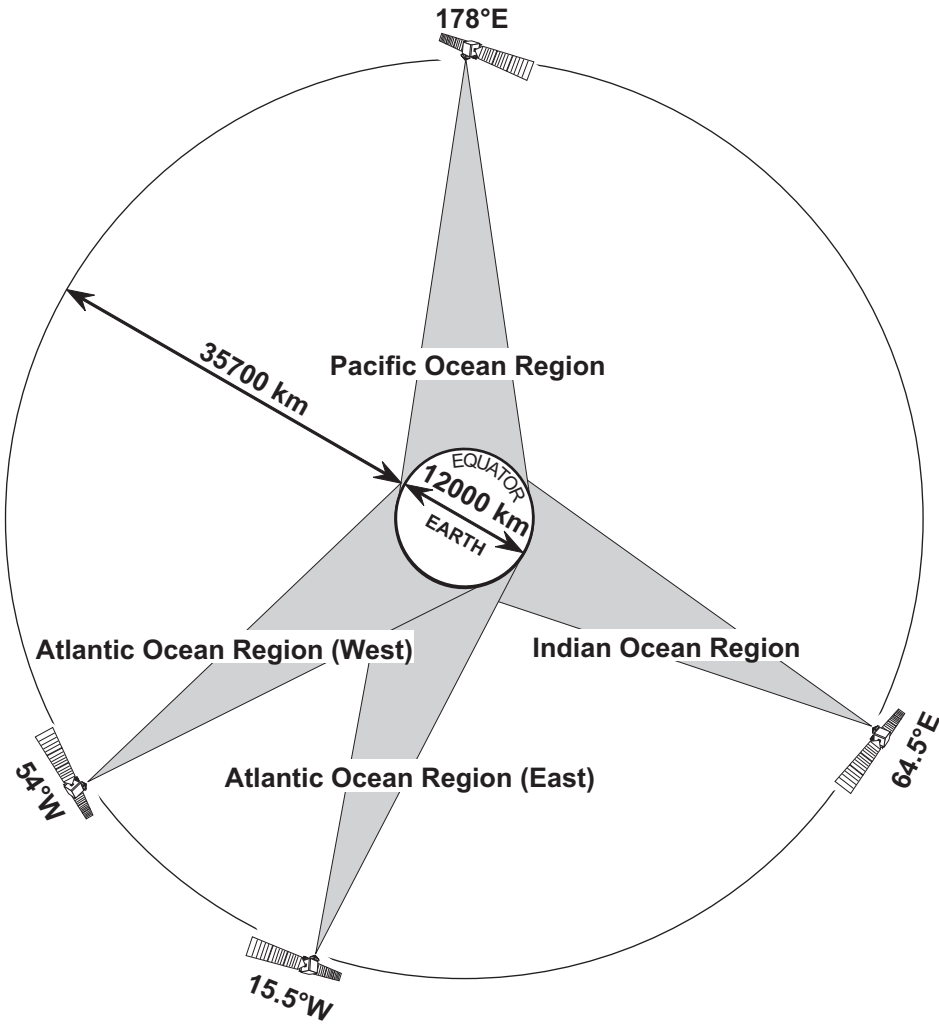 178°E
35700 km
Pacific Ocean Region
EQUATOR
12000 km
EARTH
Atlantic Ocean Region (West)
Indian Ocean Region
54°W
64.5°E
Atlantic Ocean Region (East)
15.5°W